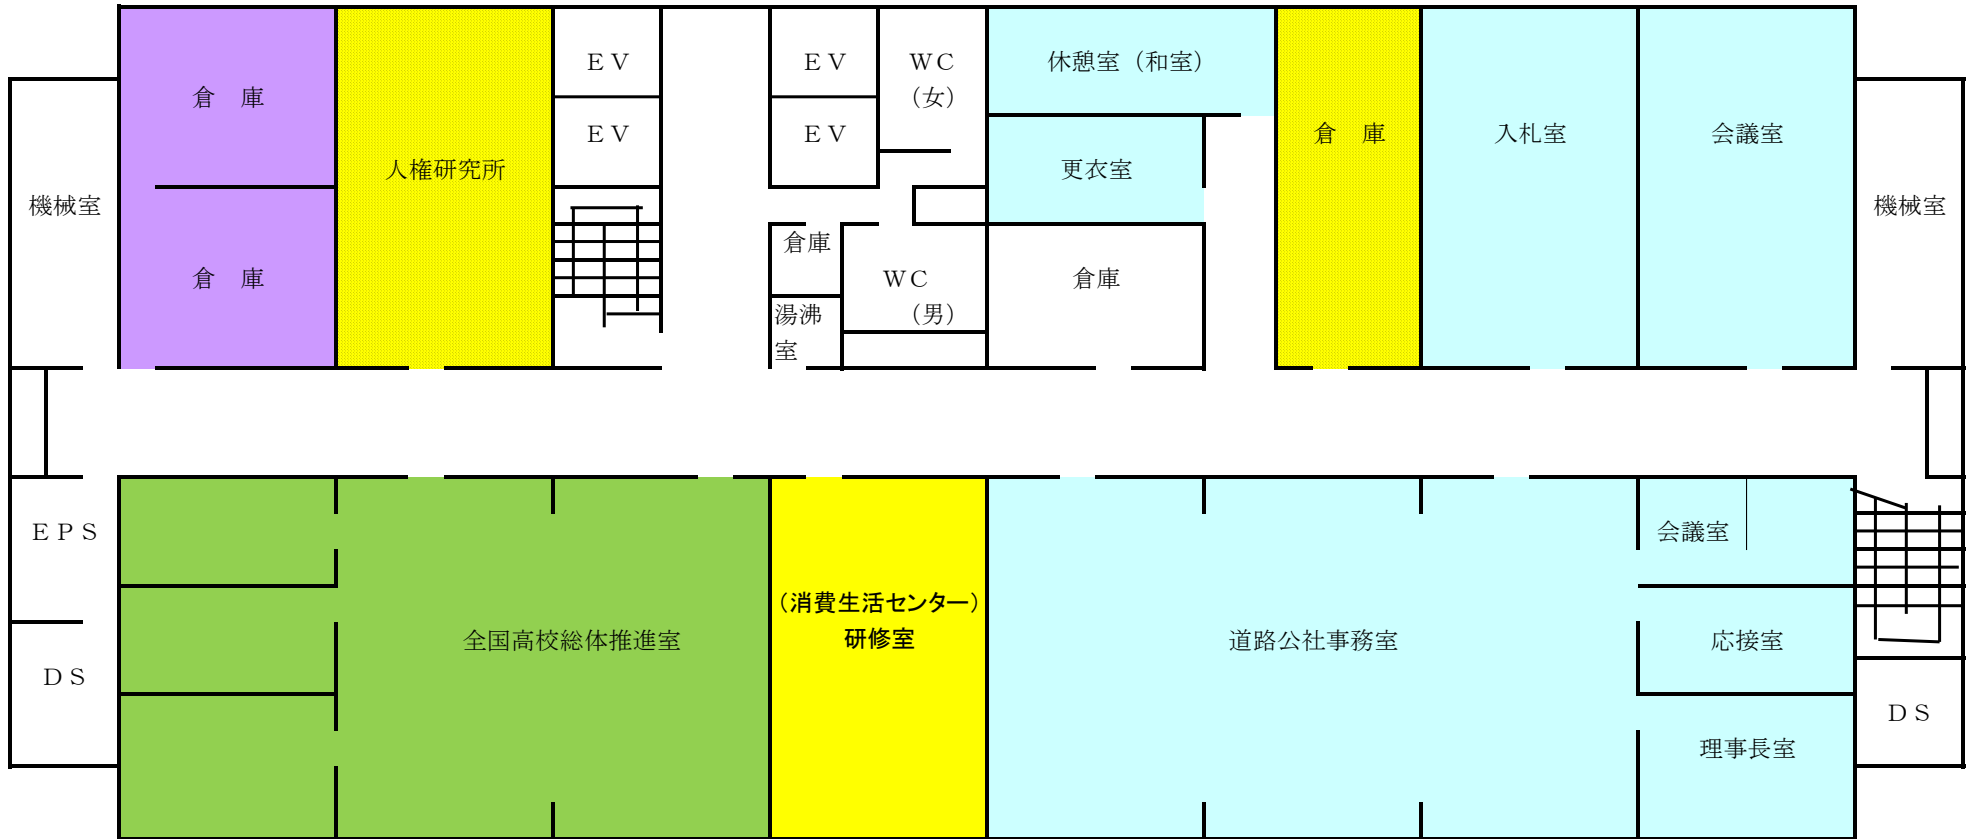 ＥＶ
ＥＶ
ＷＣ
（女）
休憩室（和室）
倉　庫
ＥＶ
ＥＶ
倉　庫
入札室
会議室
人権研究所
更衣室
機械室
機械室
倉庫
倉　庫
ＷＣ
（男）
倉庫
湯沸
室
ＥＰＳ
会議室
（消費生活センター）
研修室
全国高校総体推進室
道路公社事務室
応接室
ＤＳ
ＤＳ
理事長室